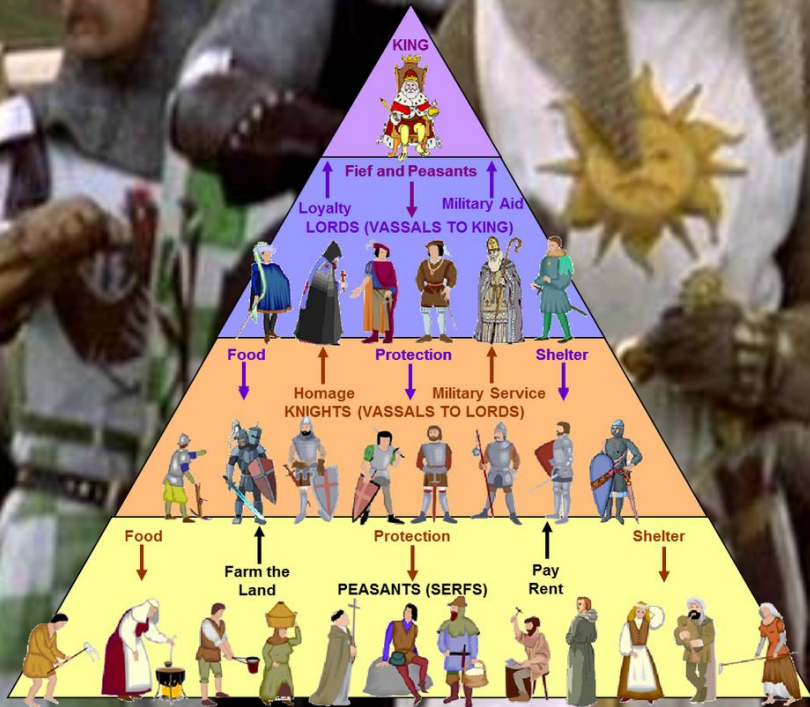 KING
Fief and Peasants
Loyalty
Military Aid
LORDS (VASSALS TO KING)
Food
Protection
Shelter
Homage
Military Service
KNIGHTS (VASSALS TO LORDS)
Food
Protection
Shelter
Farm the
Land
Pay
Rent
PEASANTS (SERFS)